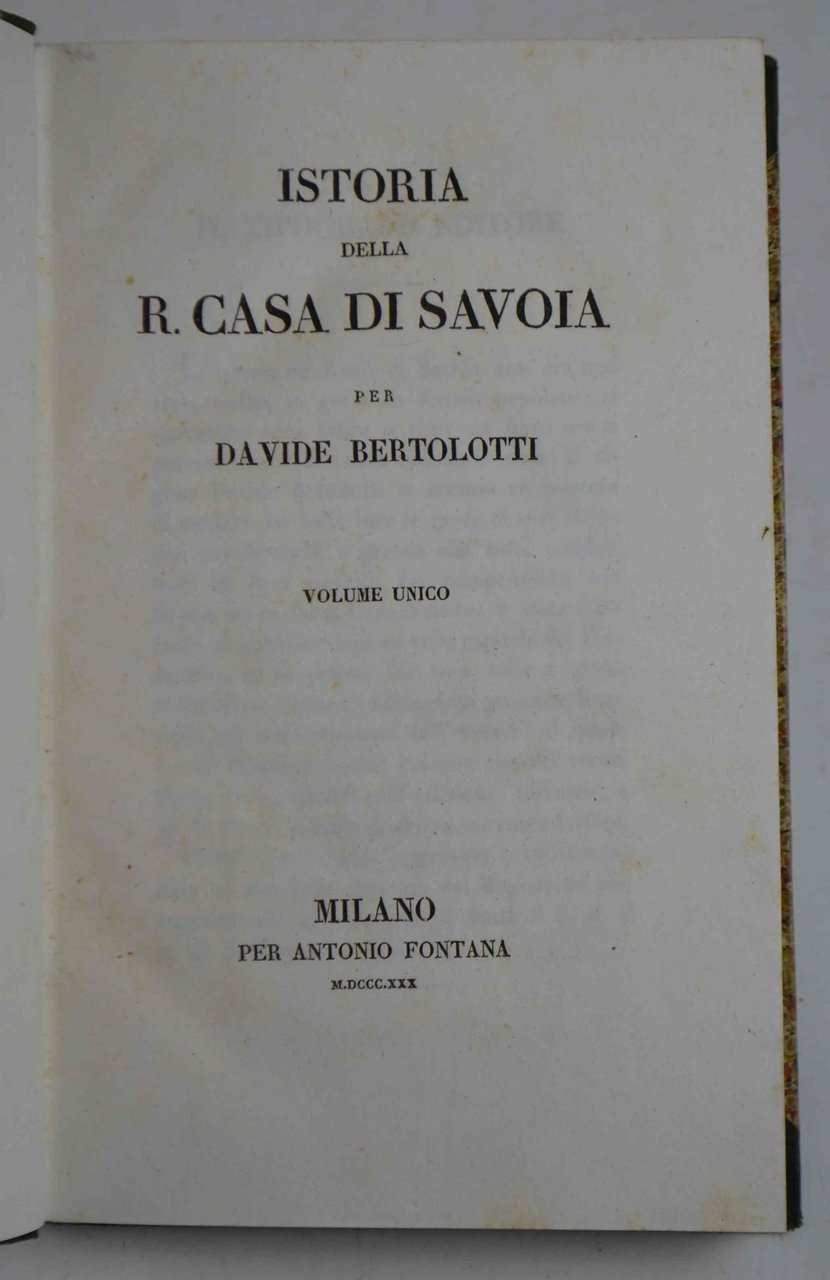 ISTORIA
DELLA
R. CASA DI SAVOIA
PER
DAVIDE BERTOLOTTI
VOLUME UNICO
MILANO
PER ANTONIO FONTANA
M.DCCC.XXX